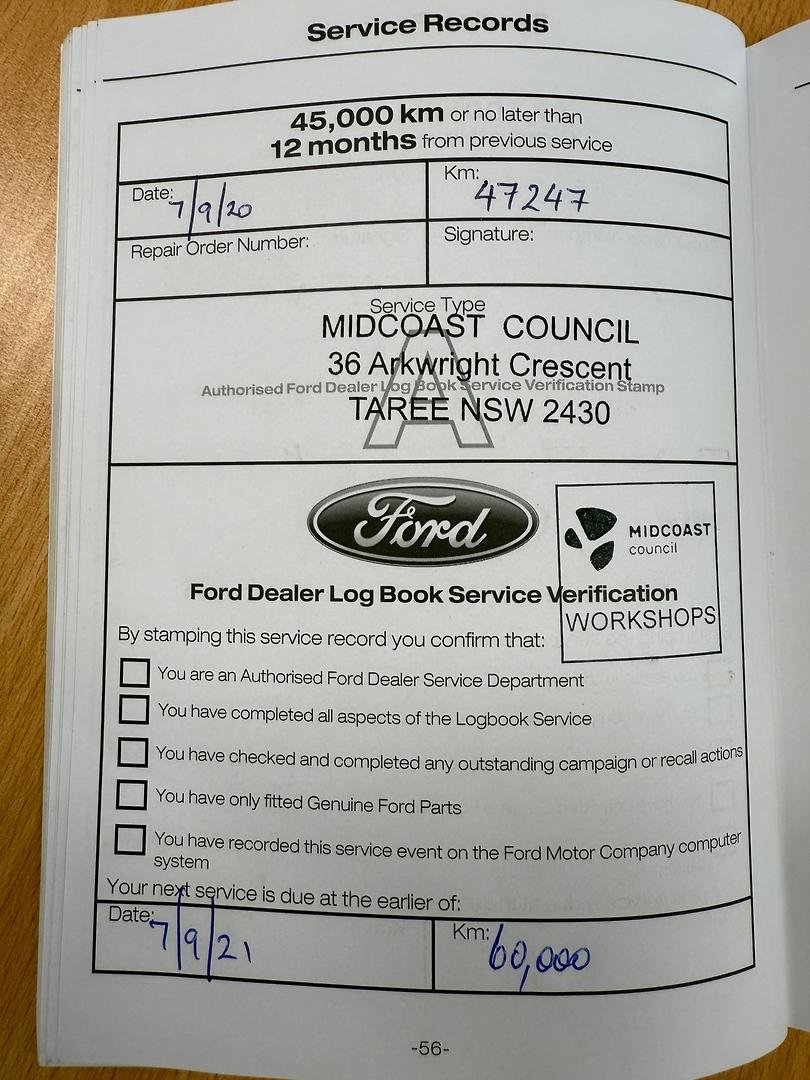 Service Records
45,000 km or no later than
12 months from previous service
Date: 7/9/20
Km: 47247
Repair Order Number:
Signature:
Service Type
MIDCOAST COUNCIL
36 Arkwright Crescent
A
Authorised Ford Dealer Log Book Service Verification Stamp
TAREE NSW 2430
Ford
MIDCOAST
council
WORKSHOPS
Ford Dealer Log Book Service Verification
By stamping this service record you confirm that:
You are an Authorised Ford Dealer Service Department
You have completed all aspects of the Logbook Service
You have checked and completed any outstanding campaign or recall actions
You have only fitted Genuine Ford Parts
You have recorded this service event on the Ford Motor Company computer
system
Your next service is due at the earlier of:
Date: 7/9/21
Km: 60,000
-56-